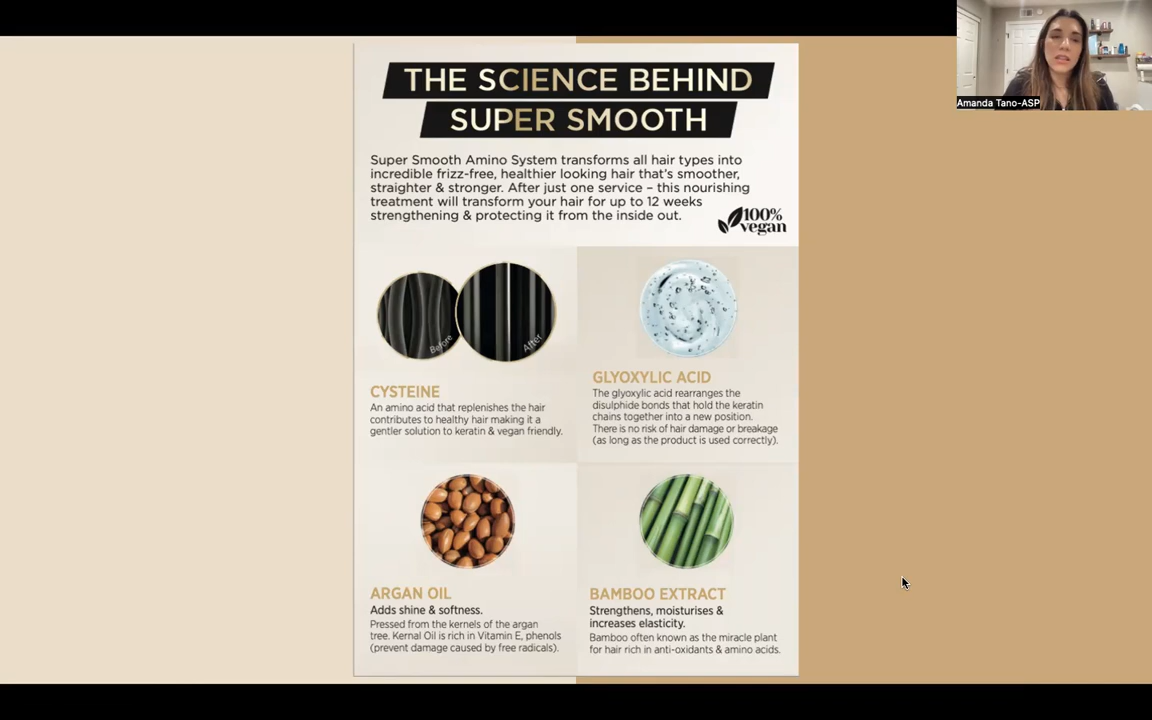 Amanda Tano-ASP
THE SCIENCE BEHIND
SUPER SMOOTH
Super Smooth Amino System transforms all hair types into
incredible frizz-free, healthier looking hair that's smoother,
straighter & stronger. After just one service – this nourishing
treatment will transform your hair for up to 12 weeks
strengthening & protecting it from the inside out.
100%
vegan
Before
After
CYSTEINE
An amino acid that replenishes the hair
contributes to healthy hair making it a
gentler solution to keratin & vegan friendly.
GLYOXYLIC ACID
The glyoxylic acid rearranges the
disulphide bonds that hold the keratin
chains together into a new position.
There is no risk of hair damage or breakage
(as long as the product is used correctly).
ARGAN OIL
Adds shine & softness.
Pressed from the kernels of the argan
tree. Kernal Oil is rich in Vitamin E, phenols
(prevent damage caused by free radicals).
BAMBOO EXTRACT
Strengthens, moisturises &
increases elasticity.
Bamboo often known as the miracle plant
for hair rich in anti-oxidants & amino acids.